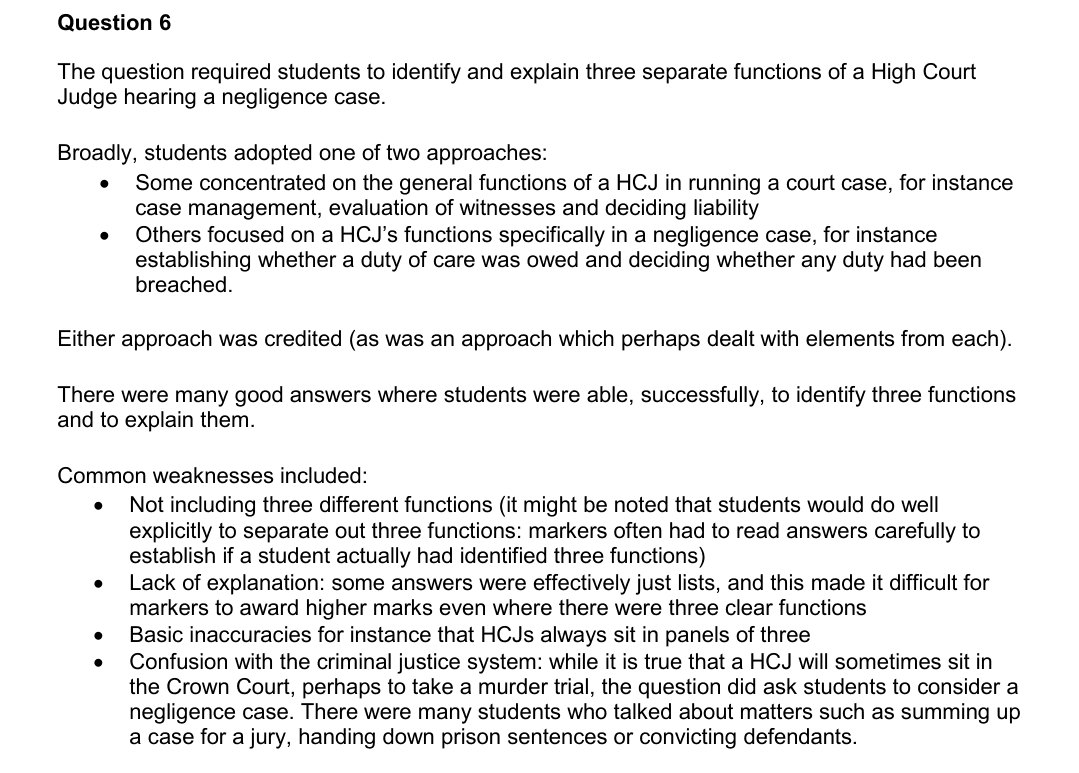 Question 6
The question required students to identify and explain three separate functions of a High Court
Judge hearing a negligence case.
Broadly, students adopted one of two approaches:
• Some concentrated on the general functions of a HCJ in running a court case, for instance
case management, evaluation of witnesses and deciding liability
• Others focused on a HCJ's functions specifically in a negligence case, for instance
establishing whether a duty of care was owed and deciding whether any duty had been
breached.
Either approach was credited (as was an approach which perhaps dealt with elements from each).
There were many good answers where students were able, successfully, to identify three functions
and to explain them.
Common weaknesses included:
• Not including three different functions (it might be noted that students would do well
explicitly to separate out three functions: markers often had to read answers carefully to
establish if a student actually had identified three functions)
• Lack of explanation: some answers were effectively just lists, and this made it difficult for
markers to award higher marks even where there were three clear functions
• Basic inaccuracies for instance that HCJs always sit in panels of three
• Confusion with the criminal justice system: while it is true that a HCJ will sometimes sit in
the Crown Court, perhaps to take a murder trial, the question did ask students to consider a
negligence case. There were many students who talked about matters such as summing up
a case for a jury, handing down prison sentences or convicting defendants.